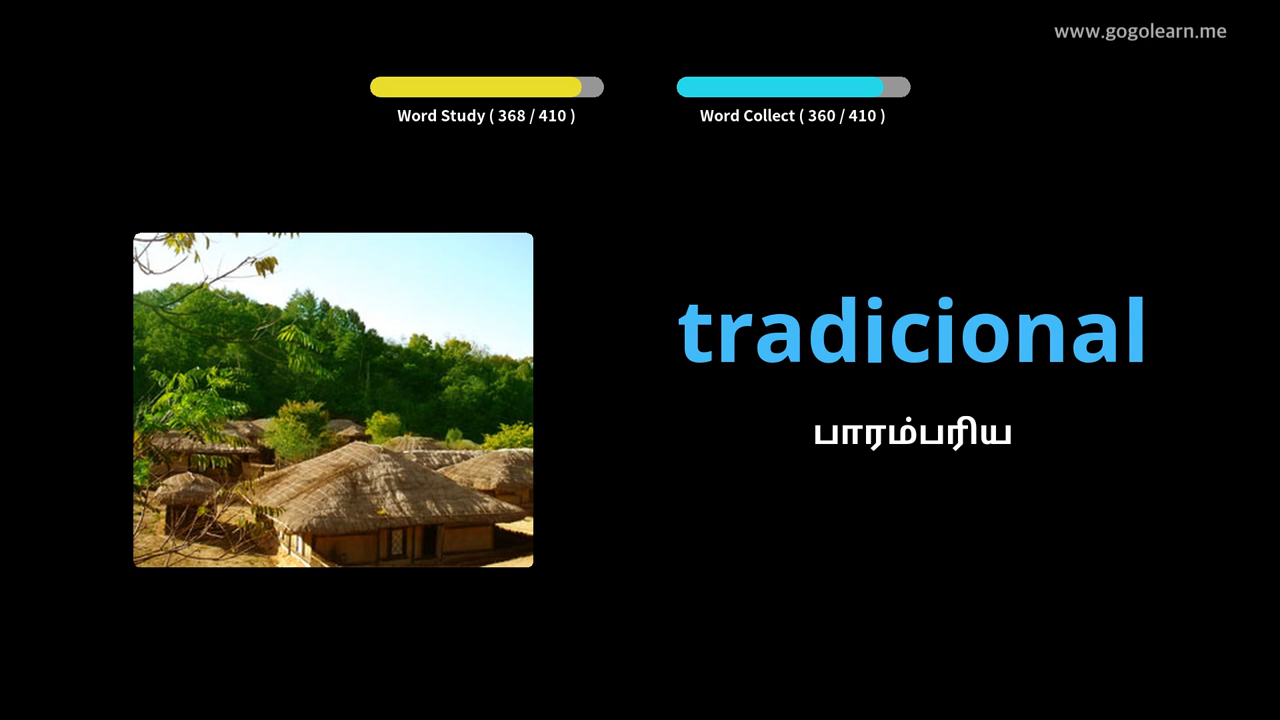 www.gogolearn.me
Word Study ( 368 / 410 )
Word Collect ( 360 / 410 )
tradicional
பாரம்பரிய